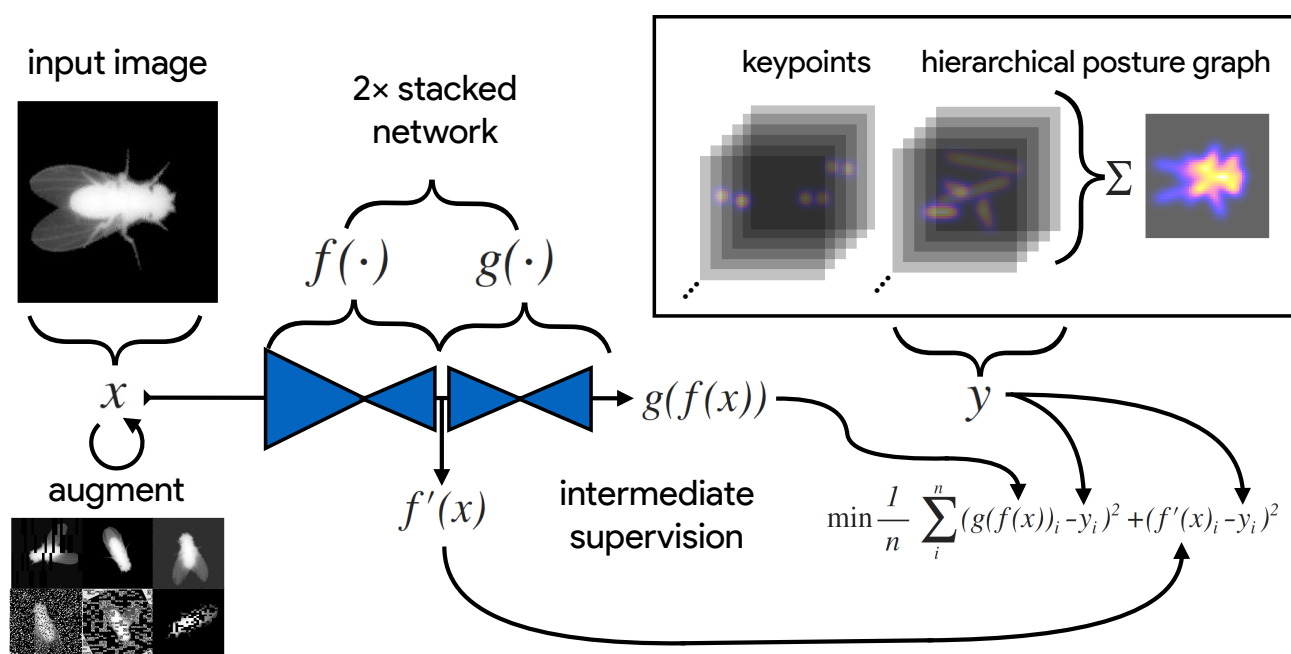 input image
2× stacked
network
keypoints
hierarchical posture graph
Σ
f(·)
g(·)
x
g(f(x))
y
augment
f'(x)
intermediate
supervision
min 1/n ∑_i^n (g(f(x))_i - y_i)² + (f'(x)_i - y_i)²